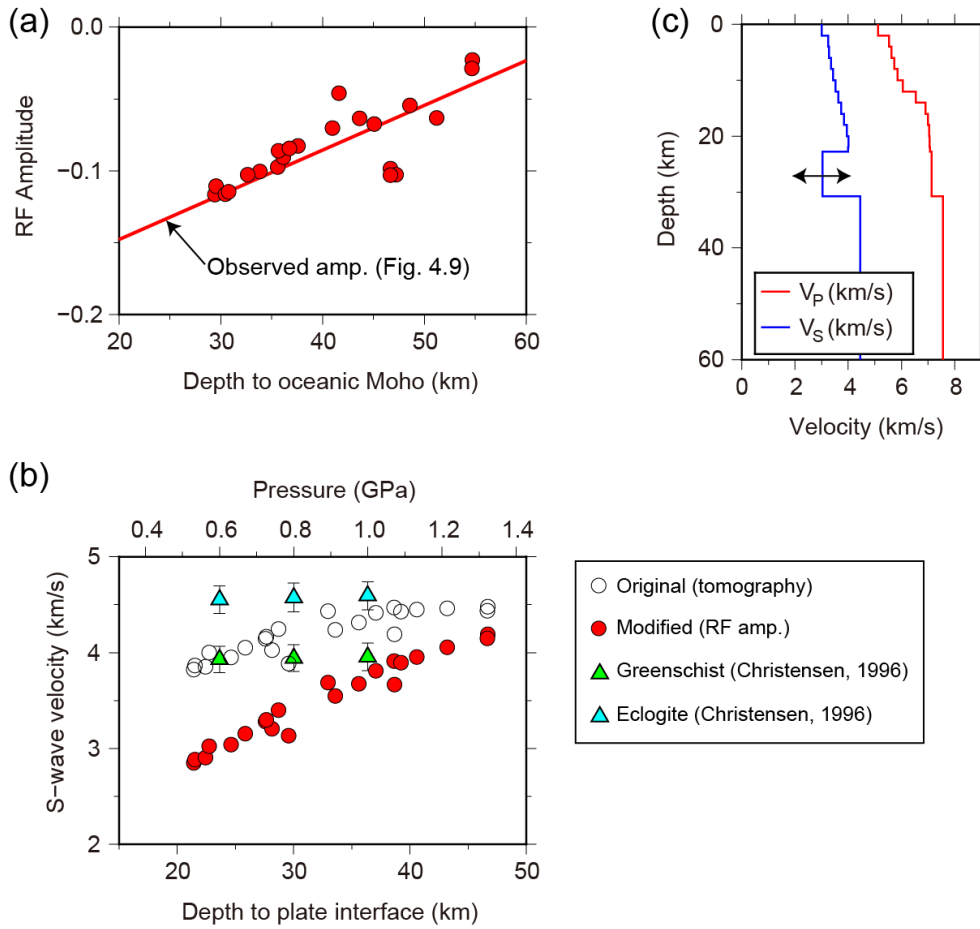 (a)
0.0
−0.1
−0.2
RF Amplitude
Observed amp. (Fig. 4.9)
20 30 40 50 60
Depth to oceanic Moho (km)
(c)
0
20
40
60
Depth (km)
V_P (km/s)
V_S (km/s)
0 2 4 6 8
Velocity (km/s)
(b)
Pressure (GPa)
0.4 0.6 0.8 1.0 1.2 1.4
5
4
3
2
S−wave velocity (km/s)
20 30 40 50
Depth to plate interface (km)
Original (tomography)
Modified (RF amp.)
Greenschist (Christensen, 1996)
Eclogite (Christensen, 1996)